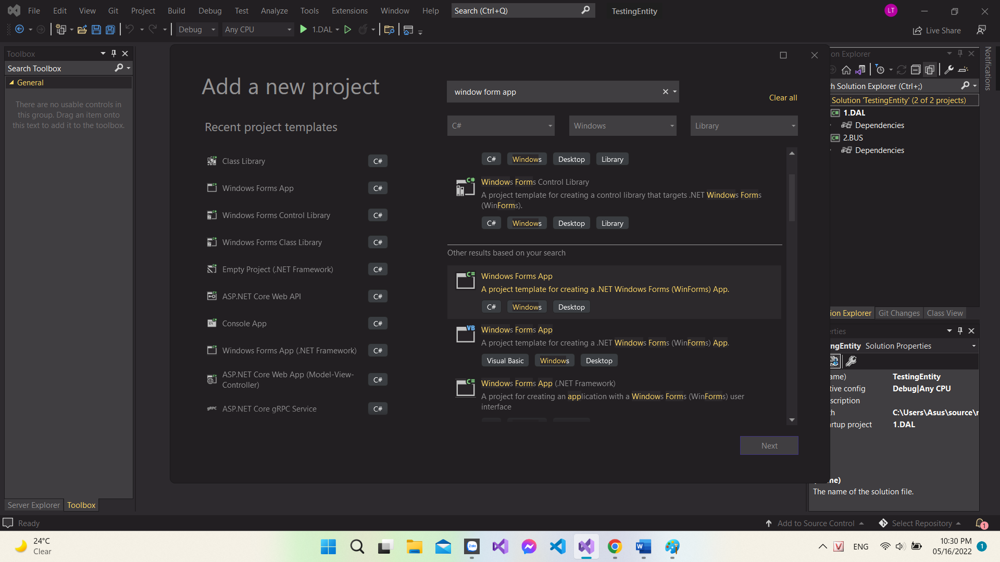 File Edit View Git Project Build Debug Test Analyze Tools Extensions Window Help Search (Ctrl+Q) TestingEntity LT
Debug Any CPU 1.DAL Live Share
Toolbox
Search Toolbox
General
There are no usable controls in
this group. Drag an item onto
this text to add it to the toolbox.
Server Explorer Toolbox
Add a new project
Recent project templates
Class Library C#
Windows Forms App C#
Windows Forms Control Library C#
Windows Forms Class Library C#
Empty Project (.NET Framework) C#
ASP.NET Core Web API C#
Console App C#
Windows Forms App (.NET Framework) C#
ASP.NET Core Web App (Model-View-
Controller) C#
gRPC ASP.NET Core gRPC Service C#
window form app
Clear all
C# Windows Library
C# Windows Desktop Library
C#
Windows Forms Control Library
A project template for creating a control library that targets .NET Windows Forms
(WinForms).
C# Windows Desktop Library
Other results based on your search
C#
Windows Forms App
A project template for creating a .NET Windows Forms (WinForms) App.
C# Windows Desktop
VB
Windows Forms App
A project template for creating a .NET Windows Forms (WinForms) App.
Visual Basic Windows Desktop
C#
Windows Forms App (.NET Framework)
A project for creating an application with a Windows Forms (WinForms) user
interface
Next
on Explorer
h Solution Explorer (Ctrl+;)
Solution 'TestingEntity' (2 of 2 projects)
C# 1.DAL
Dependencies
C# 2.BUS
Dependencies
ion Explorer Git Changes Class View
erties
ngEntity Solution Properties
ame) TestingEntity
tive config Debug|Any CPU
scription
th C:\Users\Asus\source\r
rtup project 1.DAL
me)
The name of the solution file.
Notifications
Ready Add to Source Control Select Repository 1
24°C
Clear
Zalo
W
V ENG
10:30 PM
05/16/2022
1